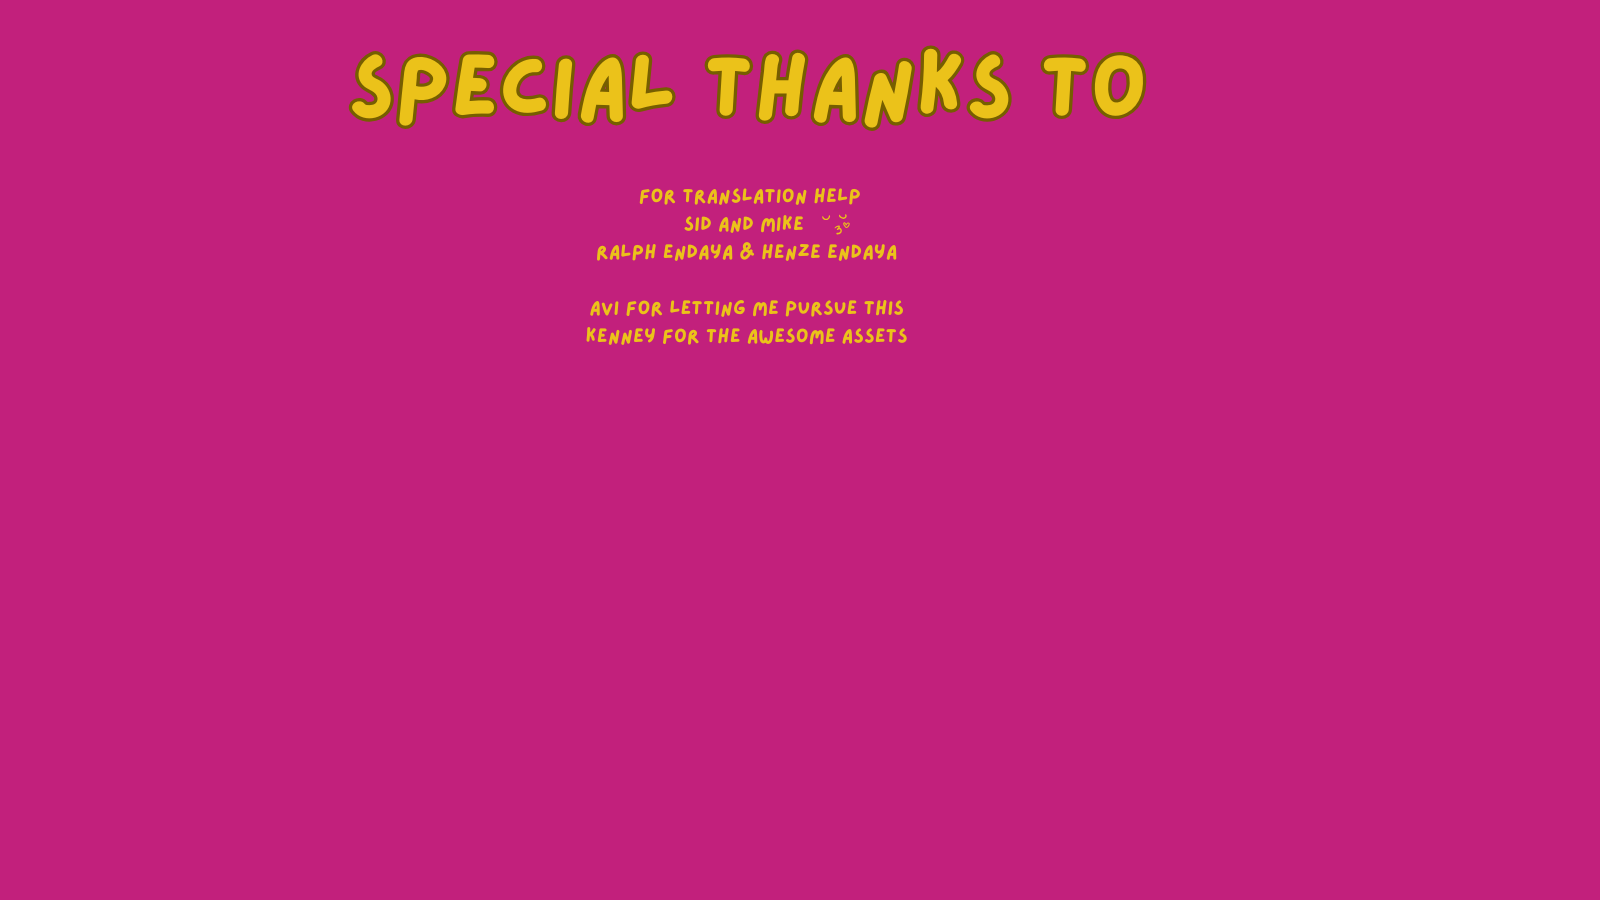 SPECIAL THANKS TO
FOR TRANSLATION HELP
SID AND MIKE 😘
RALPH ENDAYA & HENZE ENDAYA
AVI FOR LETTING ME PURSUE THIS
KENNEY FOR THE AWESOME ASSETS